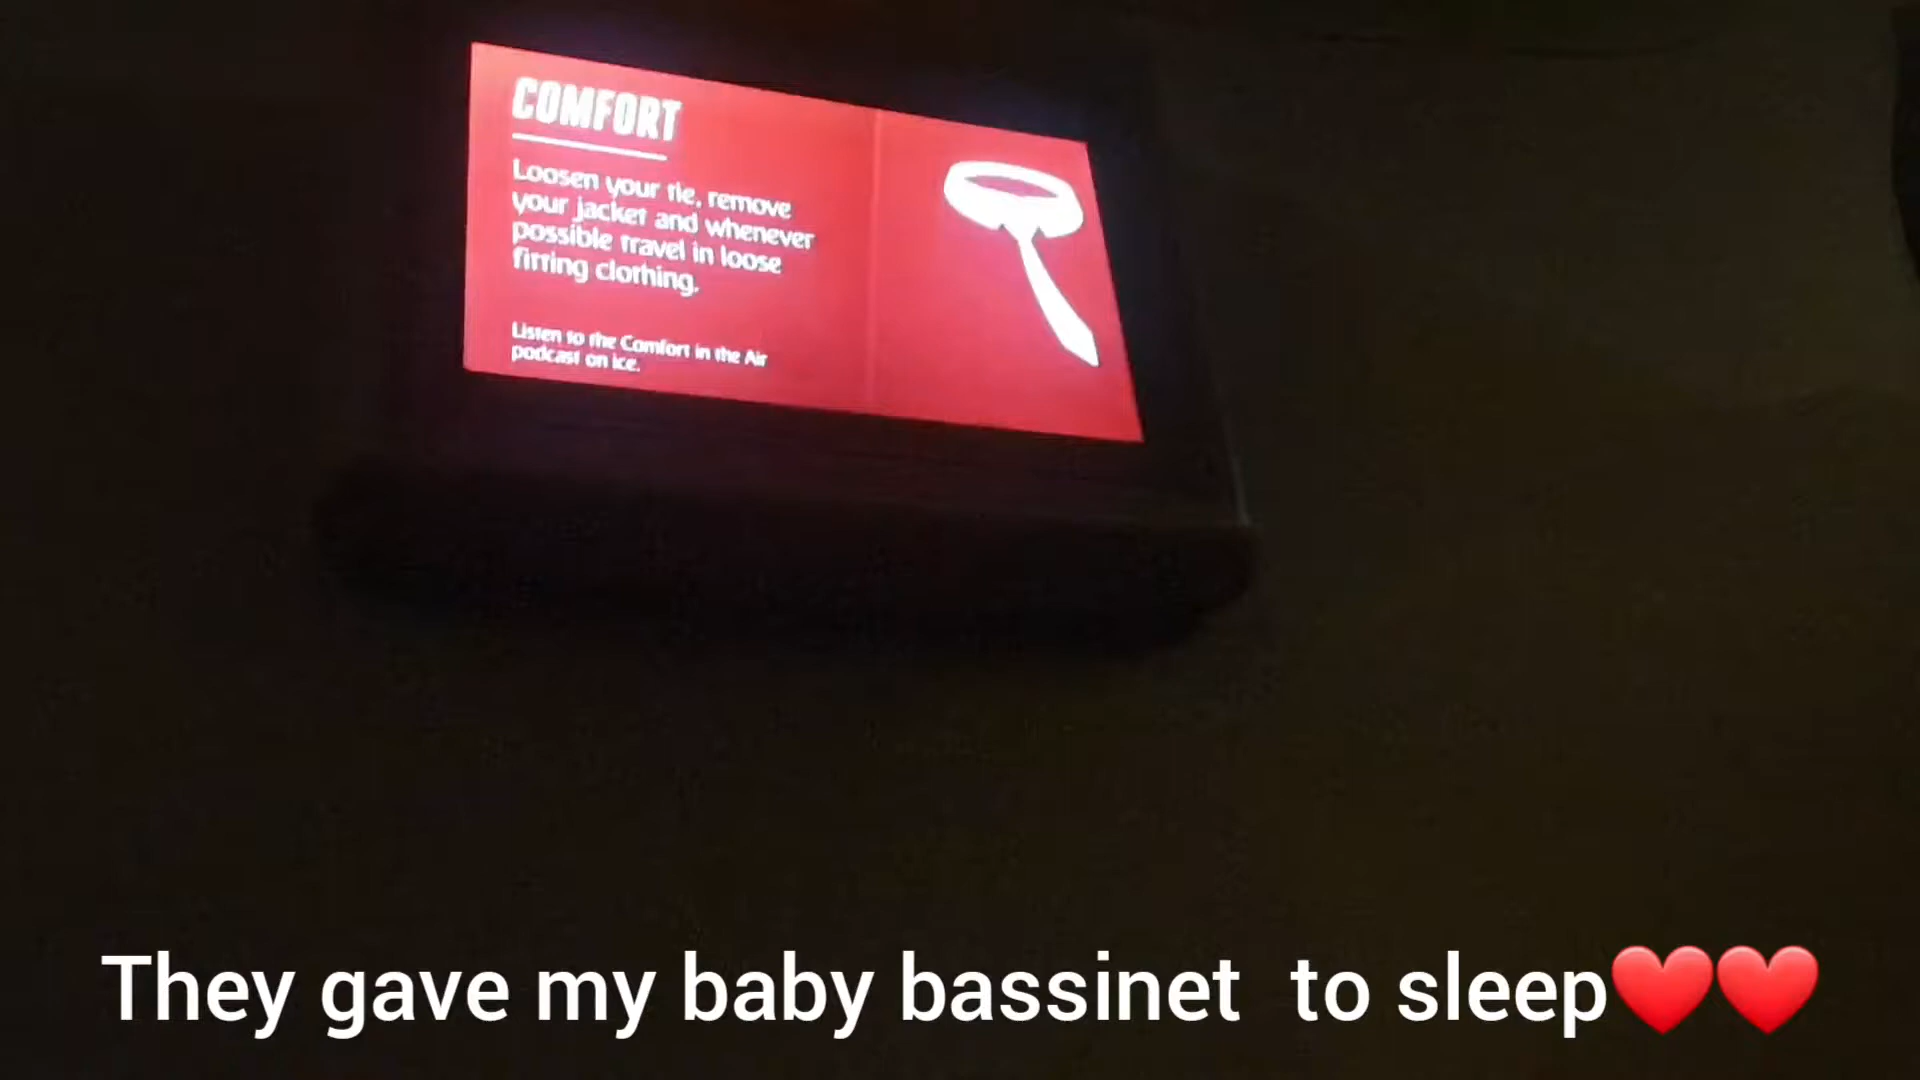 COMFORT
Loosen your tie, remove
your jacket and whenever
possible travel in loose
fitting clothing.
Listen to the Comfort in the Air
podcast on ice.
They gave my baby bassinet  to sleep❤️❤️